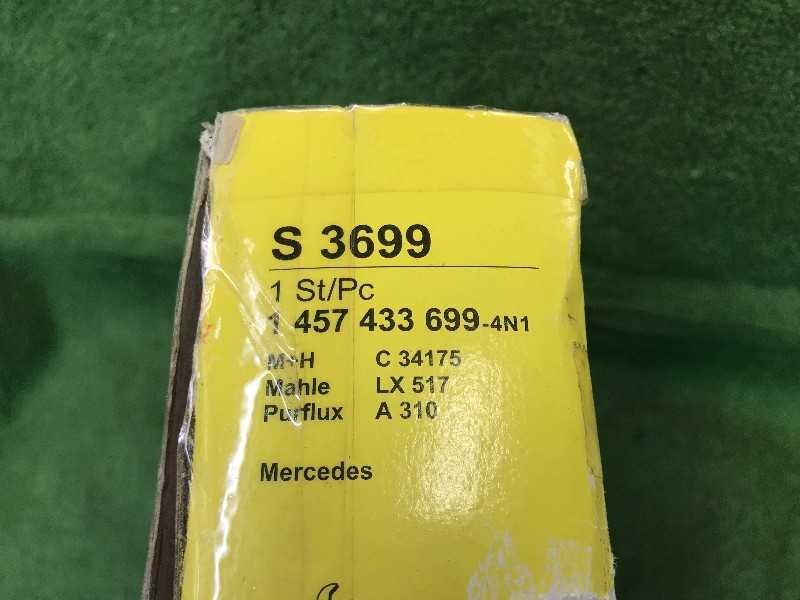 S 3699
1 St/Pc
1 457 433 699-4N1
M+H C 34175
Mahle LX 517
Purflux A 310
Mercedes